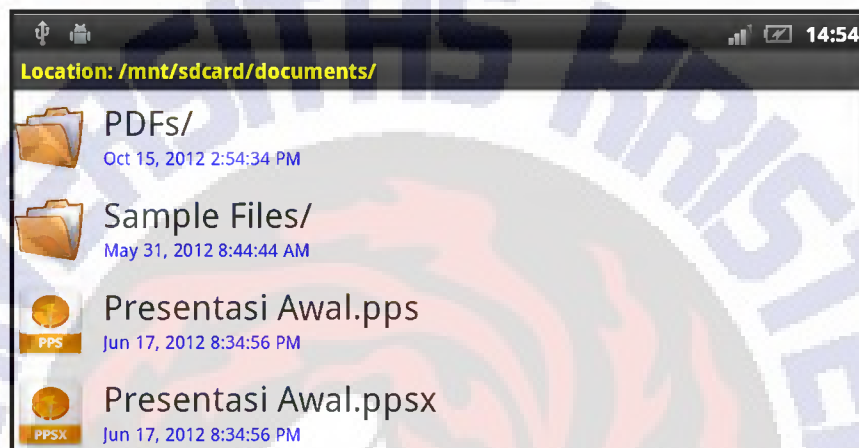 14:54
Location: /mnt/sdcard/documents/
PDFs/
Oct 15, 2012 2:54:34 PM
Sample Files/
May 31, 2012 8:44:44 AM
Presentasi Awal.pps
PPS
Jun 17, 2012 8:34:56 PM
Presentasi Awal.ppsx
PPSX
Jun 17, 2012 8:34:56 PM